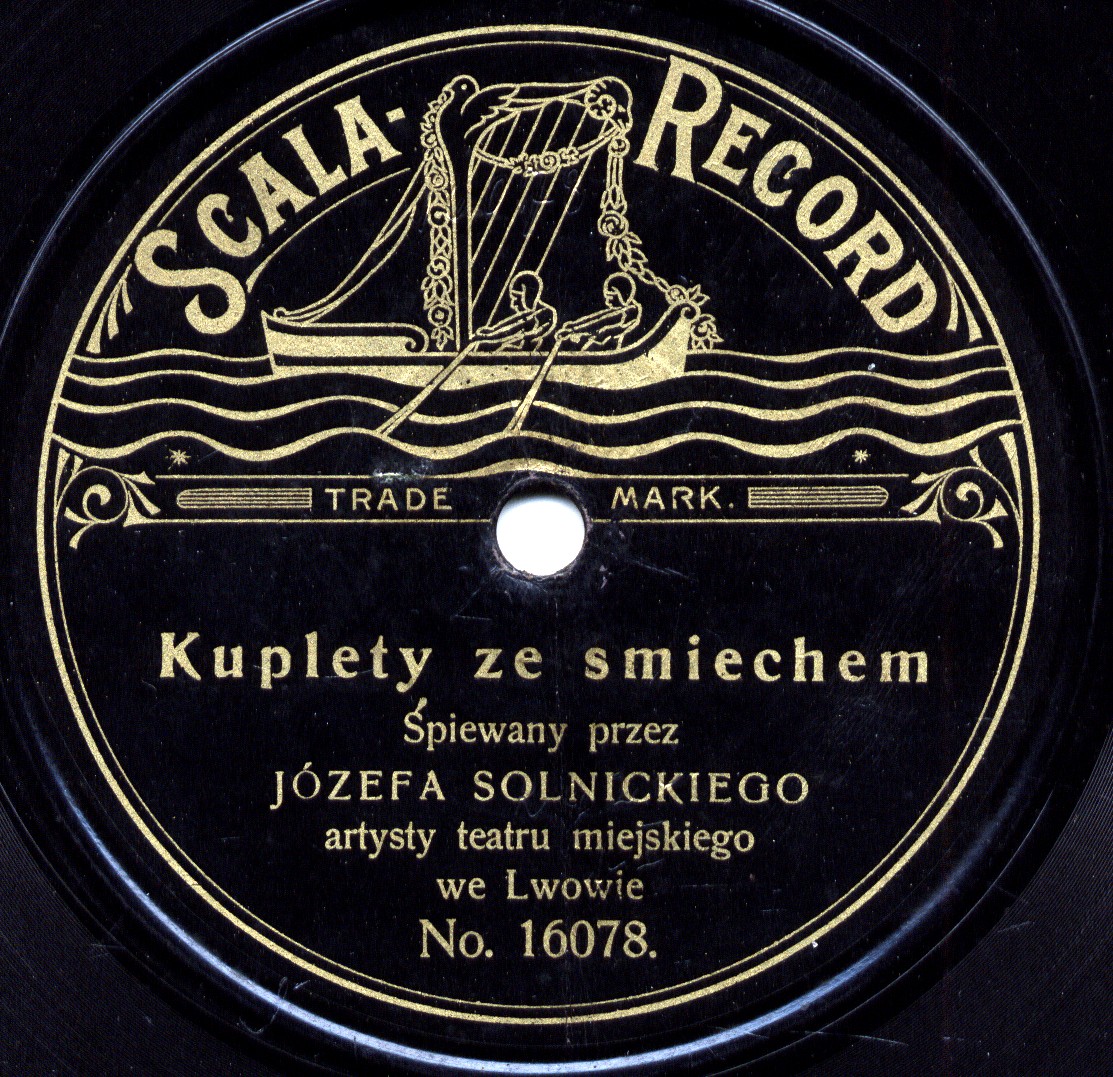 SCALA-RECORD
TRADE MARK.
Kuplety ze smiechem
Śpiewany przez
JÓZEFA SOLNICKIEGO
artysty teatru miejskiego
we Lwowie
No. 16078.